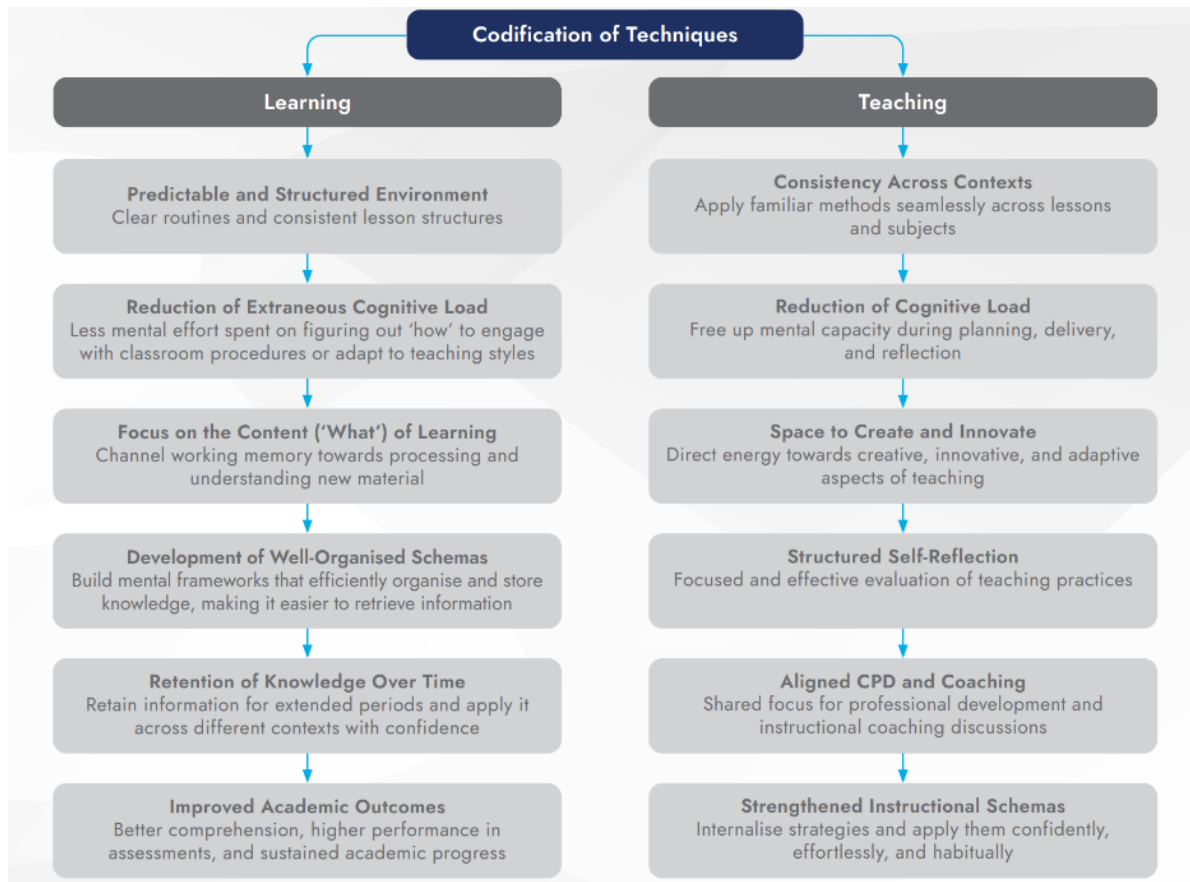 Codification of Techniques
Learning
Predictable and Structured Environment
Clear routines and consistent lesson structures
Reduction of Extraneous Cognitive Load
Less mental effort spent on figuring out ‘how’ to engage
with classroom procedures or adapt to teaching styles
Focus on the Content (‘What’) of Learning
Channel working memory towards processing and
understanding new material
Development of Well-Organised Schemas
Build mental frameworks that efficiently organise and store
knowledge, making it easier to retrieve information
Retention of Knowledge Over Time
Retain information for extended periods and apply it
across different contexts with confidence
Improved Academic Outcomes
Better comprehension, higher performance in
assessments, and sustained academic progress
Teaching
Consistency Across Contexts
Apply familiar methods seamlessly across lessons
and subjects
Reduction of Cognitive Load
Free up mental capacity during planning, delivery,
and reflection
Space to Create and Innovate
Direct energy towards creative, innovative, and adaptive
aspects of teaching
Structured Self-Reflection
Focused and effective evaluation of teaching practices
Aligned CPD and Coaching
Shared focus for professional development and
instructional coaching discussions
Strengthened Instructional Schemas
Internalise strategies and apply them confidently,
effortlessly, and habitually